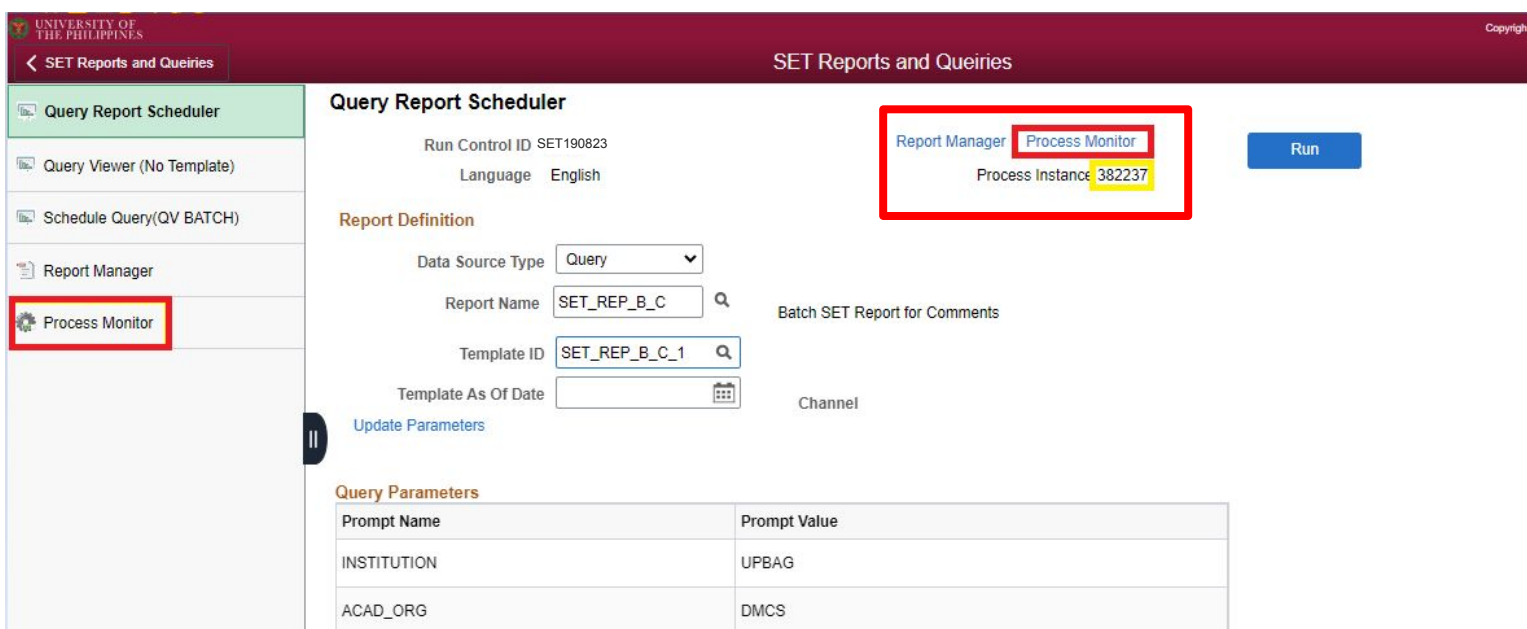 UNIVERSITY OF
THE PHILIPPINES
Copyrigh
SET Reports and Queiries
SET Reports and Queiries
Query Report Scheduler
Query Viewer (No Template)
Schedule Query(QV BATCH)
Report Manager
Process Monitor
Query Report Scheduler
Run Control ID SET190823
Report Manager Process Monitor
Run
Language English
Process Instance 382237
Report Definition
Data Source Type Query
Report Name SET_REP_B_C
Batch SET Report for Comments
Template ID SET_REP_B_C_1
Template As Of Date
Channel
Update Parameters
Query Parameters
Prompt Name Prompt Value
INSTITUTION UPBAG
ACAD_ORG DMCS